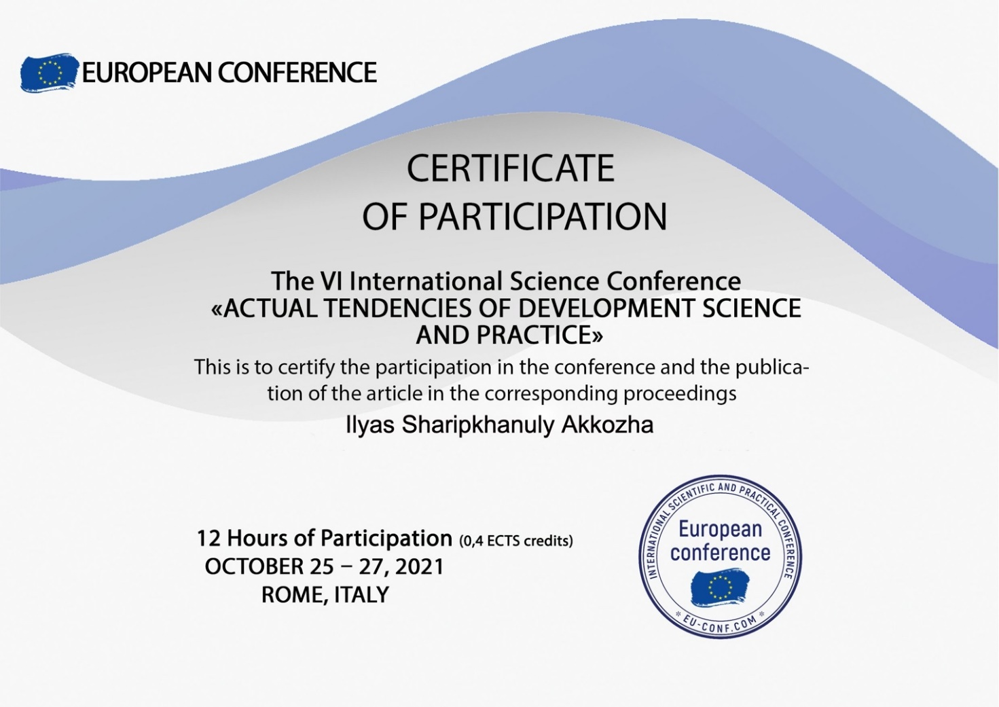 EUROPEAN CONFERENCE
CERTIFICATE
OF PARTICIPATION
The VI International Science Conference
«ACTUAL TENDENCIES OF DEVELOPMENT SCIENCE
AND PRACTICE»
This is to certify the participation in the conference and the publica-
tion of the article in the corresponding proceedings
Ilyas Sharipkhanuly Akkozha
12 Hours of Participation (0,4 ECTS credits)
OCTOBER 25 – 27, 2021
ROME, ITALY
INTERNATIONAL SCIENTIFIC AND PRACTICAL CONFERENCE
European
conference
* EU-CONF.COM *